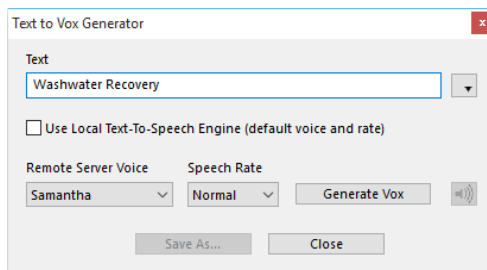 Text to Vox Generator x
Text
Washwater Recovery
Use Local Text-To-Speech Engine (default voice and rate)
Remote Server Voice Speech Rate
Samantha Normal Generate Vox
Save As... Close